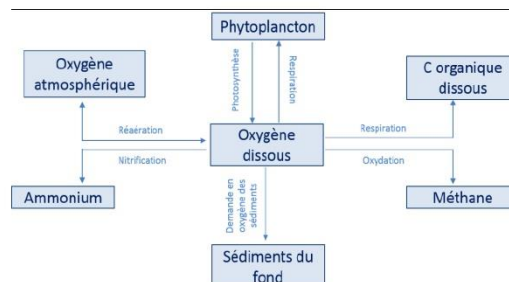 Phytoplancton
Oxygène
atmosphérique
Photosynthèse
Respiration
C organique
dissous
Réaération
Oxygène
dissous
Respiration
Nitrification
Oxydation
Ammonium
Demande en
oxygène des
sédiments
Méthane
Sédiments du
fond